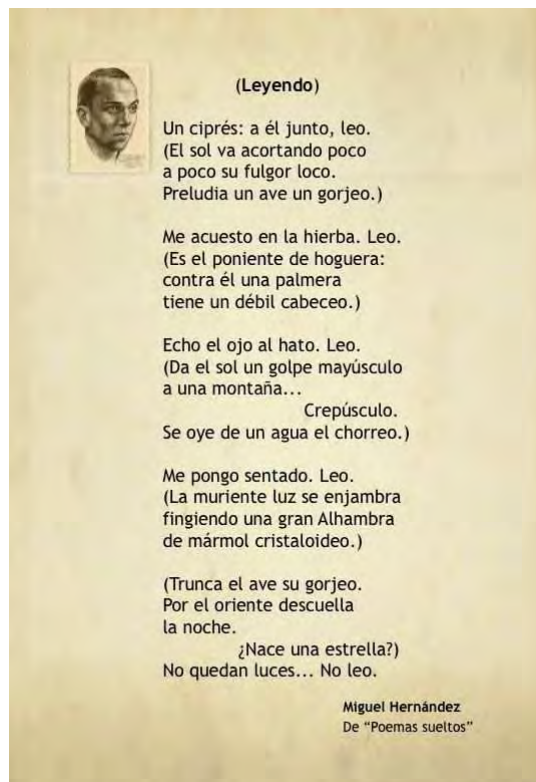 (Leyendo)
Un ciprés: a él junto, leo.
(El sol va acortando poco
a poco su fulgor loco.
Preludia un ave un gorjeo.)
Me acuesto en la hierba. Leo.
(Es el poniente de hoguera:
contra él una palmera
tiene un débil cabeceo.)
Echo el ojo al hato. Leo.
(Da el sol un golpe mayúsculo
a una montaña...
Crepúsculo.
Se oye de un agua el chorreo.)
Me pongo sentado. Leo.
(La muriente luz se enjambra
fingiendo una gran Alhambra
de mármol cristaloideo.)
(Trunca el ave su gorjeo.
Por el oriente descuella
la noche.
¿Nace una estrella?)
No quedan luces... No leo.
Miguel Hernández
De “Poemas sueltos”